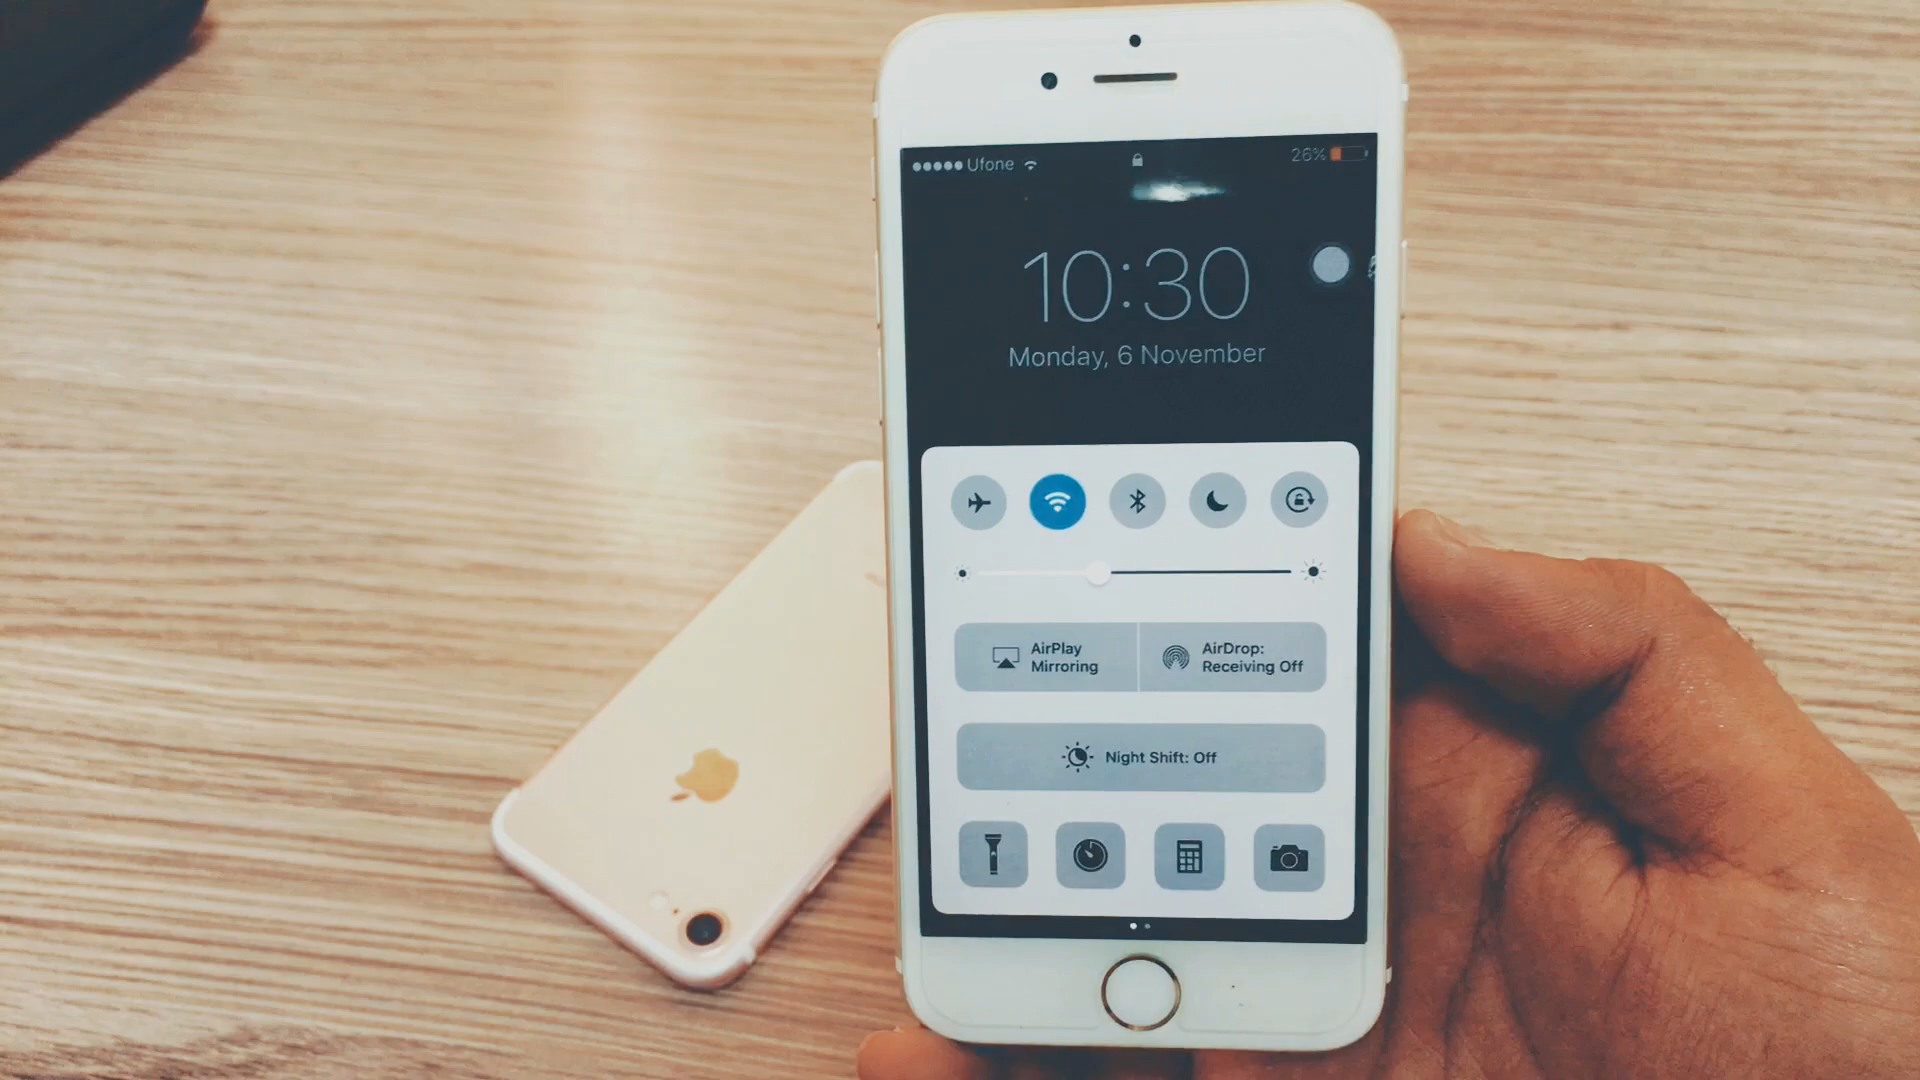 Ufone 26%
10:30
Monday, 6 November
AirPlay
Mirroring
AirDrop:
Receiving Off
Night Shift: Off